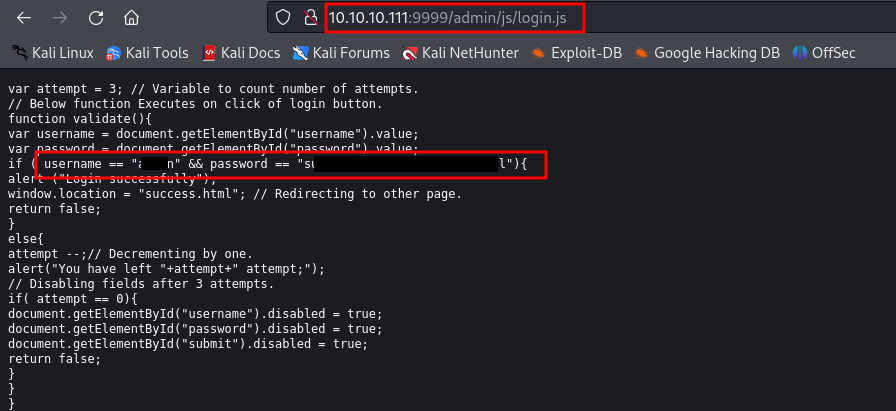 10.10.10.111:9999/admin/js/login.js
Kali Linux Kali Tools Kali Docs Kali Forums Kali NetHunter Exploit-DB Google Hacking DB OffSec
var attempt = 3; // Variable to count number of attempts.
// Below function Executes on click of login button.
function validate(){
var username = document.getElementById("username").value;
var password = document.getElementById("password").value;
if ( username == "a n" && password == "su l"){
alert ("Login successfully");
window.location = "success.html"; // Redirecting to other page.
return false;
}
else{
attempt --;// Decrementing by one.
alert("You have left "+attempt+" attempt;");
// Disabling fields after 3 attempts.
if( attempt == 0){
document.getElementById("username").disabled = true;
document.getElementById("password").disabled = true;
document.getElementById("submit").disabled = true;
return false;
}
}
}